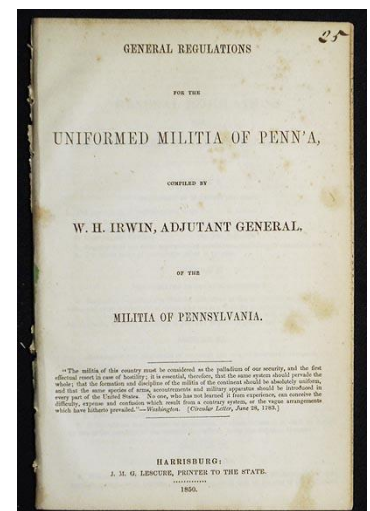 25
GENERAL REGULATIONS
FOR THE
UNIFORMED MILITIA OF PENN'A,
COMPILED BY
W. H. IRWIN, ADJUTANT GENERAL,
OF THE
MILITIA OF PENNSYLVANIA.
"The militia of this country must be considered as the palladium of our security, and the first
effectual resort in case of hostility; it is essential, therefore, that the same system should pervade the
whole; that the formation and discipline of the militia of the continent should be absolutely uniform,
and that the same species of arms, accoutrements and military apparatus should be introduced in
every part of the United States. No one, who has not learned it from experience, can conceive the
difficulty, expense and confusion which result from a contrary system, or the vague arrangements
which have hitherto prevailed."—Washington. (Circular Letter, June 28, 1783.)
HARRISBURG:
J. M. G. LESCURE, PRINTER TO THE STATE.
1850.